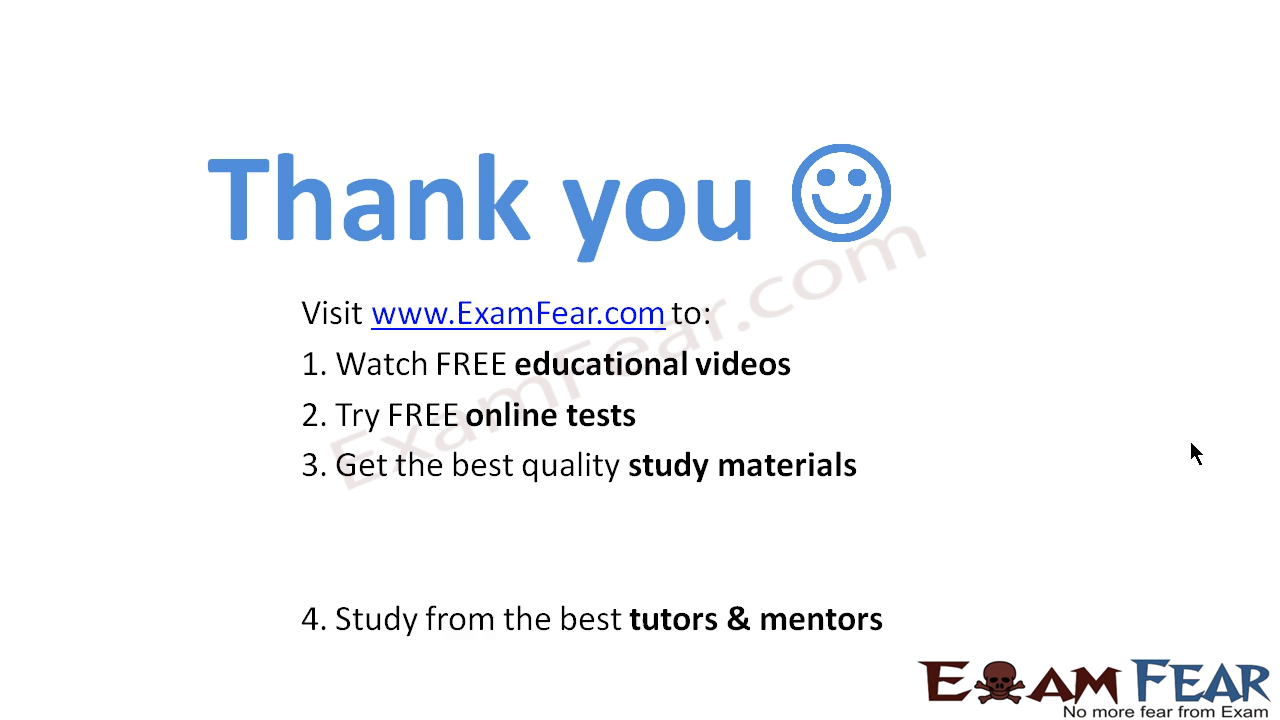 Thank you ☺
Visit www.ExamFear.com to:
1. Watch FREE educational videos
2. Try FREE online tests
3. Get the best quality study materials
4. Study from the best tutors & mentors
ExamFear.com
EXAM FEAR
No more fear from Exam